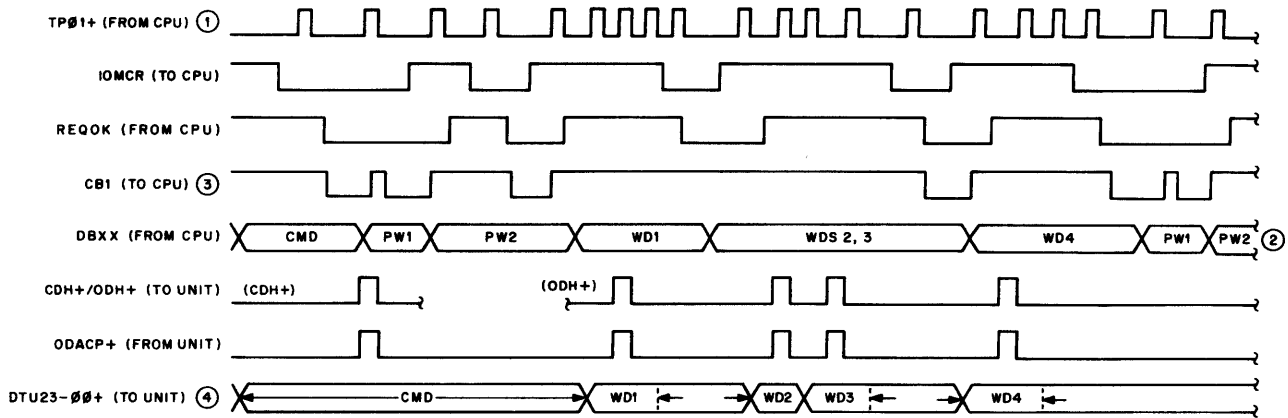 TPØ1+ (FROM CPU) ①
IOMCR (TO CPU)
REQOK (FROM CPU)
CB1 (TO CPU) ③
DBXX (FROM CPU) CMD PW1 PW2 WD1 WDS 2, 3 WD4 PW1 PW2 ②
CDH+/ODH+ (TO UNIT) (CDH+) (ODH+)
ODACP+ (FROM UNIT)
DTU23-ØØ+ (TO UNIT) ④ CMD WD1 WD2 WD3 WD4